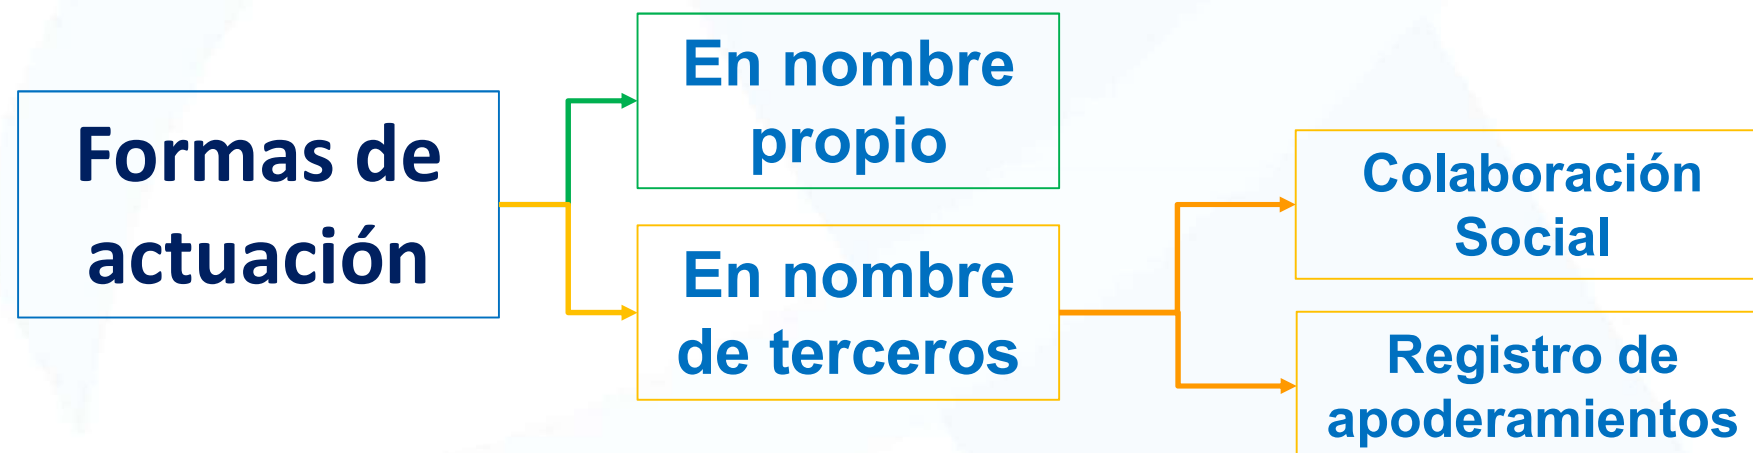 Formas de
actuación
En nombre
propio
En nombre
de terceros
Colaboración
Social
Registro de
apoderamientos